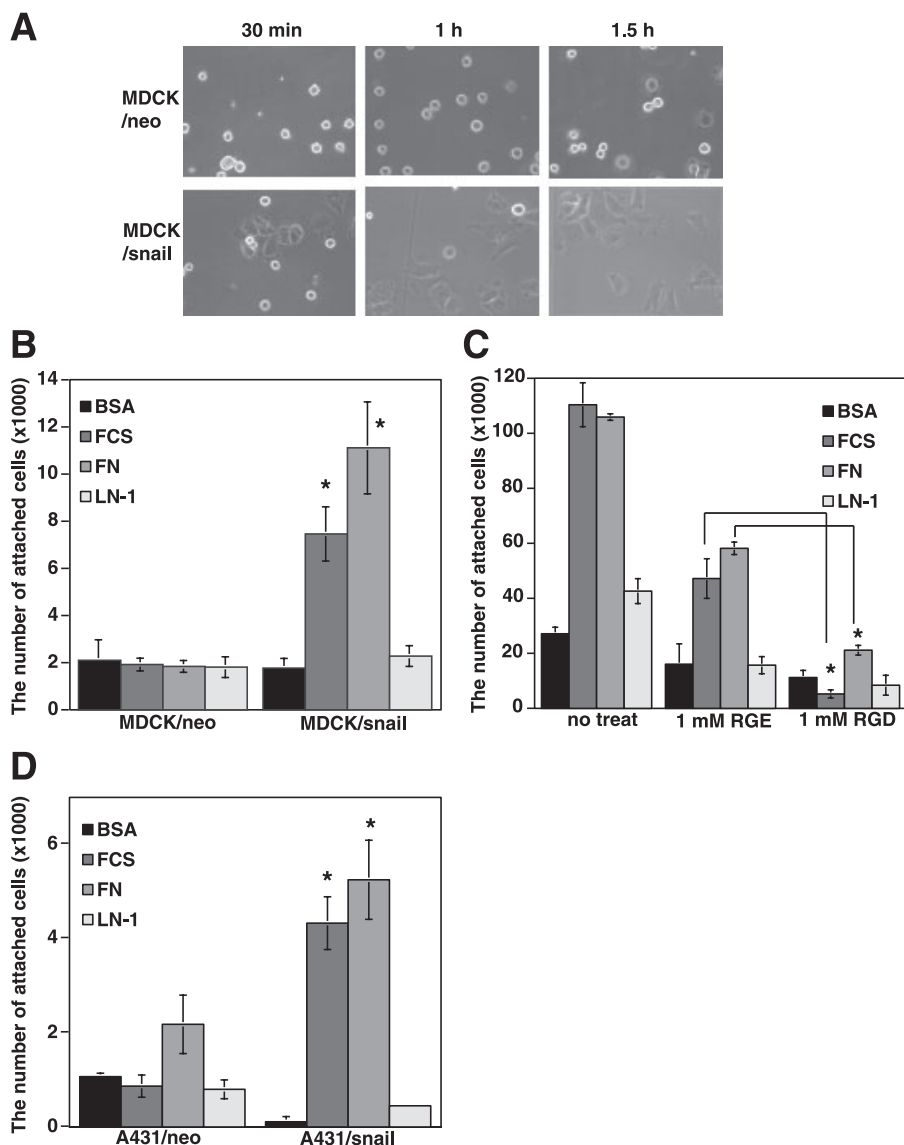 A
30 min
1 h
1.5 h
MDCK
/neo
MDCK
/snail
B
The number of attached cells (x1000)
14
12
10
8
6
4
2
0
BSA
FCS
FN
LN-1
*
*
MDCK/neo
MDCK/snail
C
The number of attached cells (x1000)
120
100
80
60
40
20
0
BSA
FCS
FN
LN-1
*
*
no treat
1 mM RGE
1 mM RGD
D
The number of attached cells (x1000)
6
4
2
0
BSA
FCS
FN
LN-1
*
*
A431/neo
A431/snail